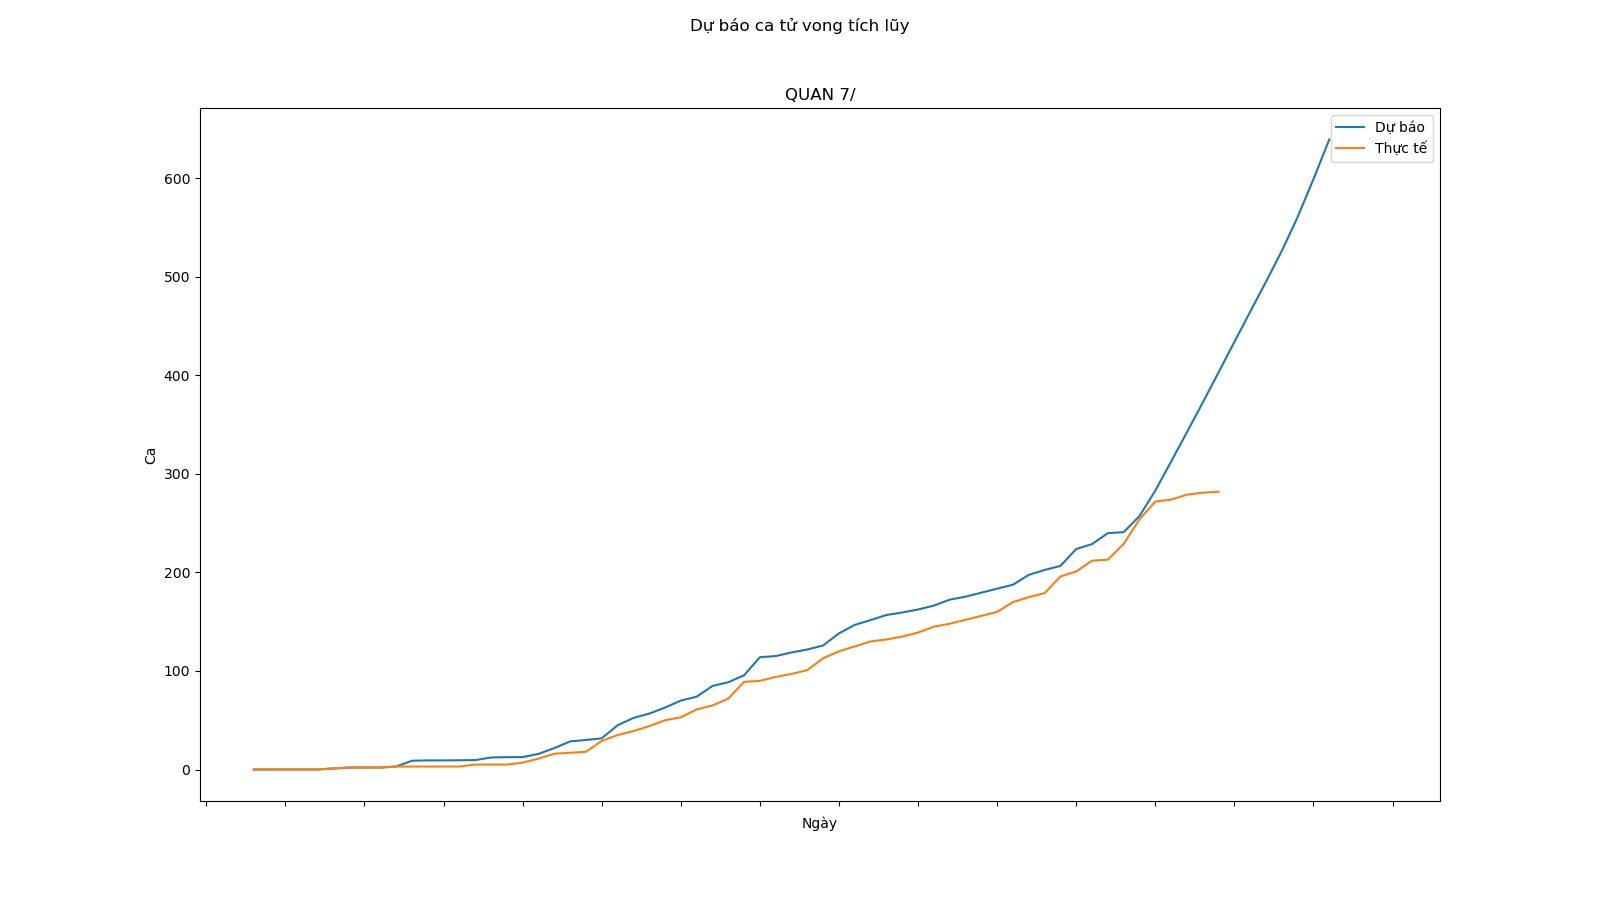 Dự báo ca tử vong tích lũy
QUAN 7/
Dự báo
Thực tế
600
500
400
300
200
100
0
Ca
Ngày